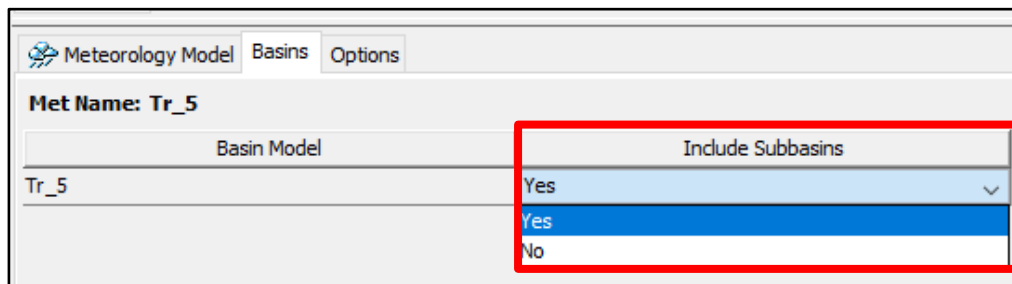 Meteorology Model Basins Options
Met Name: Tr_5
Basin Model Include Subbasins
Tr_5 Yes
Yes
No